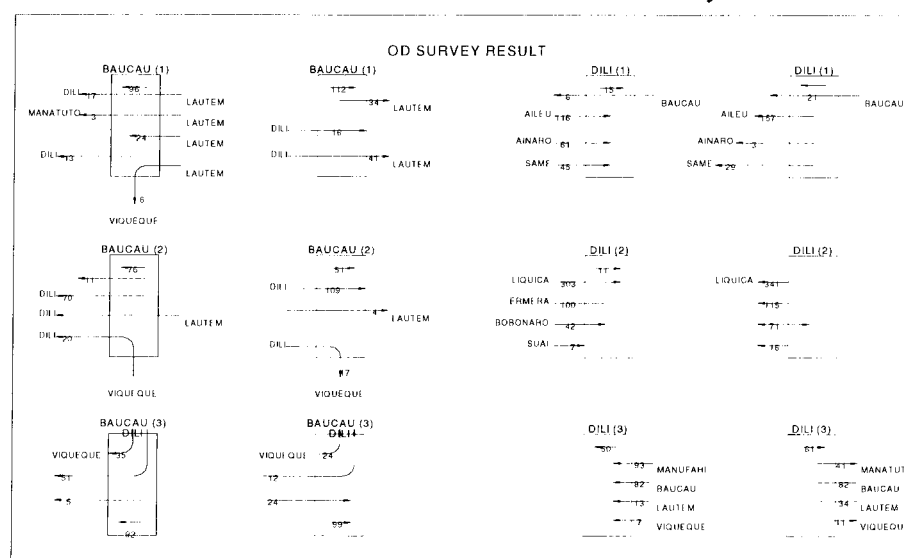 OD SURVEY RESULT
BAUCAU (1) BAUCAU (1) DILI (1) DILI (1)
96 112 15
DILI 17 LAUTEM 34 LAUTEM 6 BAUCAU 21 BAUCAU
MANATUTO 3 LAUTEM AILEU 116 AILEU 157
24 LAUTEM DILI 16 AINARO 61 AINARO 3
DILI 13 LAUTEM DILI 41 LAUTEM SAME 45 SAME 29
6
VIQUEQUE
BAUCAU (2) BAUCAU (2) DILI (2) DILI (2)
76 51 11
11 DILI 109 LIQUICA 303 LIQUICA 341
DILI 70 ERMERA 100 115
DILI LAUTEM 4 LAUTEM BOBONARO 42 71
DILI 20 DILI SUAI 7 16
17
VIQUEQUE VIQUEQUE
BAUCAU (3) BAUCAU (3) DILI (3) DILI (3)
DILI DILI 50 61
VIQUEQUE 35 VIQUEQUE 24 93 MANUFAHI 41 MANATUT
51 12 82 BAUCAU 82 BAUCAU
5 24 13 LAUTEM 34 LAUTEM
92 99 7 VIQUEQUE 11 VIQUEQU